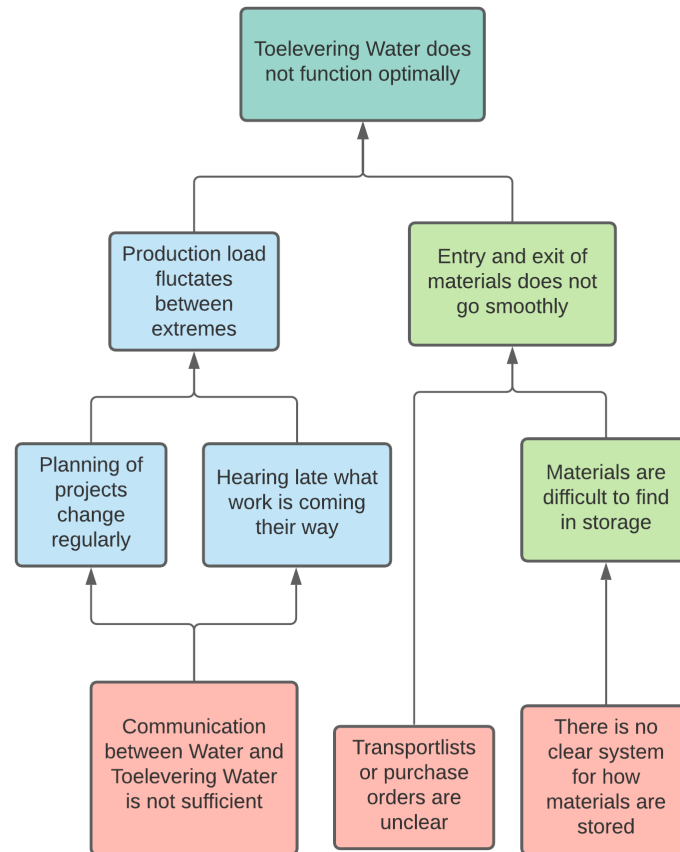 Toelevering Water does
not function optimally
Production load
fluctates
between
extremes
Entry and exit of
materials does not
go smoothly
Planning of
projects
change
regularly
Hearing late what
work is coming
their way
Materials are
difficult to find
in storage
Communication
between Water and
Toelevering Water
is not sufficient
Transportlists
or purchase
orders are
unclear
There is no
clear system
for how
materials are
stored